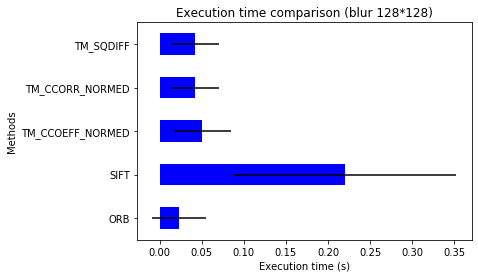 Execution time comparison (blur 128*128)
Methods
TM_SQDIFF
TM_CCORR_NORMED
TM_CCOEFF_NORMED
SIFT
ORB
0.00 0.05 0.10 0.15 0.20 0.25 0.30 0.35
Execution time (s)